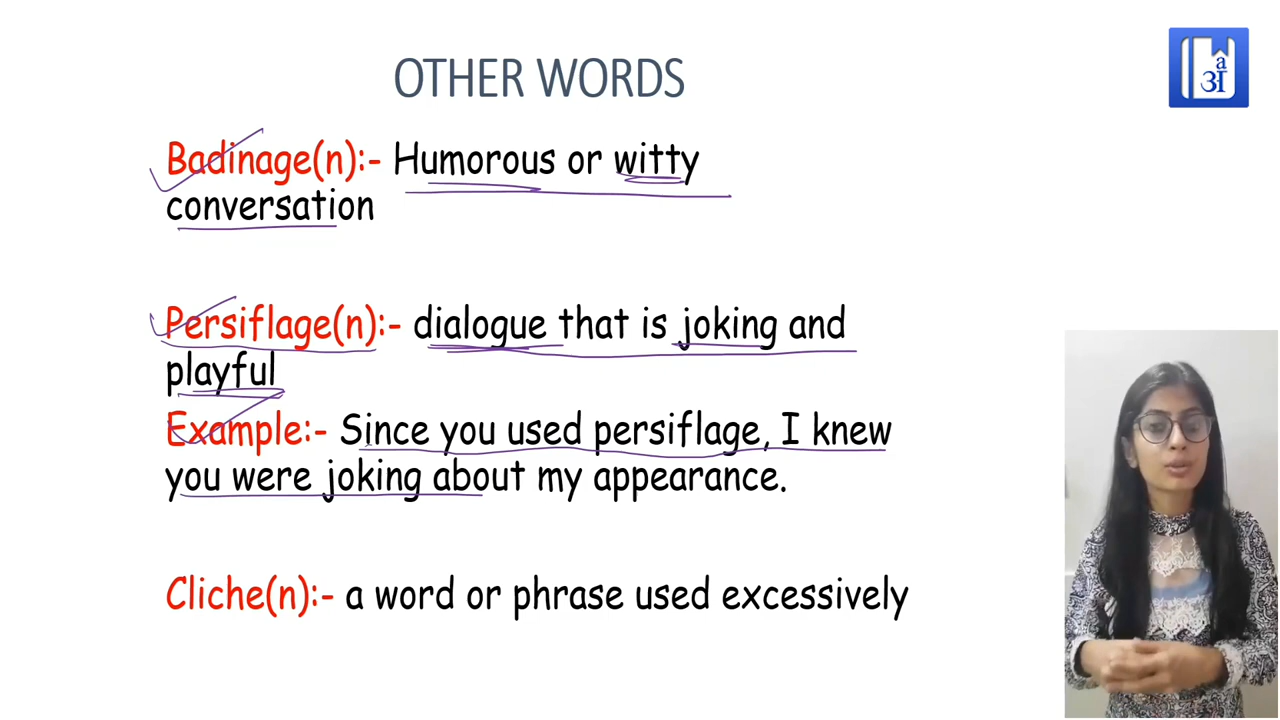 OTHER WORDS
a
अ
Badinage(n):- Humorous or witty
conversation
Persiflage(n):- dialogue that is joking and
playful
Example:- Since you used persiflage, I knew
you were joking about my appearance.
Cliche(n):- a word or phrase used excessively